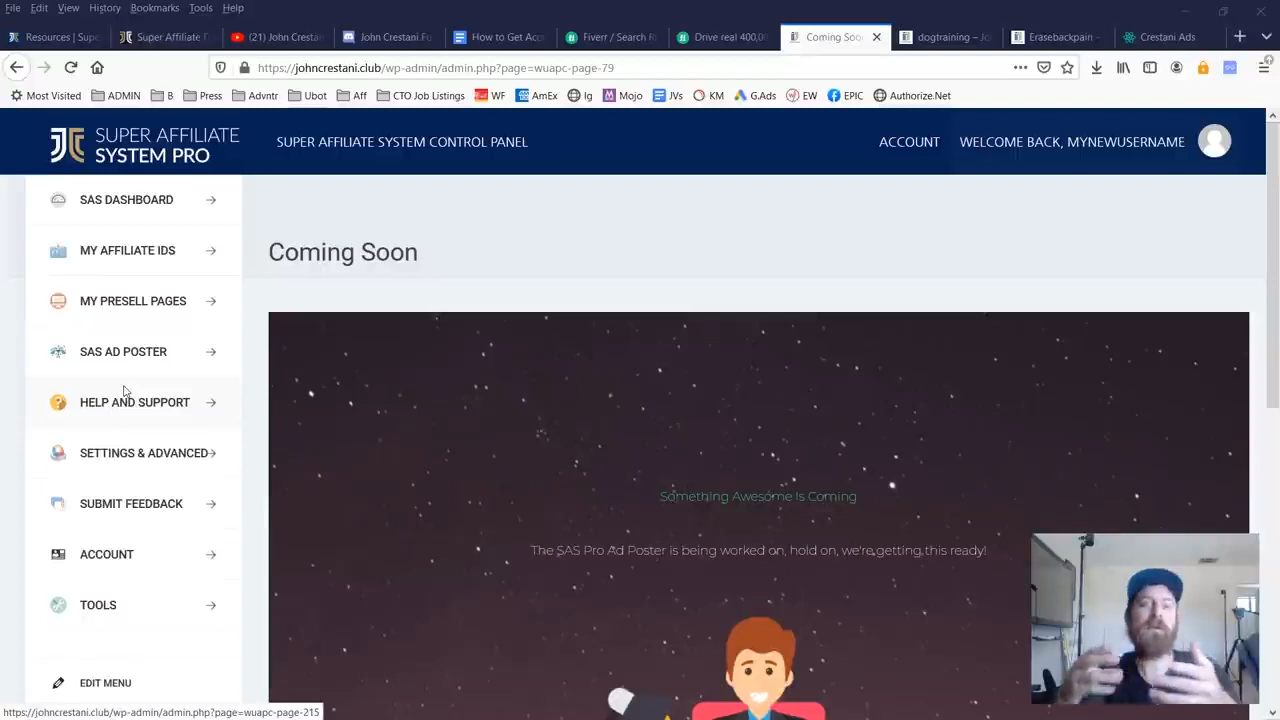 File Edit View History Bookmarks Tools Help
Resources | Supe
Super Affiliate
(21) John Crestan
John Crestani.Fo
How to Get Acc
Fiverr / Search R
Drive real 400,00
Coming Soo
dogtraining – Jo
Erasebackpain –
Crestani Ads
https://johncrestani.club/wp-admin/admin.php?page=wuapc-page-79
Most Visited ADMIN B Press Advntr Ubot Aff CTO Job Listings WF AmEx Ig Mojo JVs KM G.Ads EW EPIC Authorize.Net
SUPER AFFILIATE
SYSTEM PRO
SUPER AFFILIATE SYSTEM CONTROL PANEL
ACCOUNT
WELCOME BACK, MYNEWUSERNAME
SAS DASHBOARD
MY AFFILIATE IDS
MY PRESELL PAGES
SAS AD POSTER
HELP AND SUPPORT
SETTINGS & ADVANCED
SUBMIT FEEDBACK
ACCOUNT
TOOLS
EDIT MENU
Coming Soon
Something Awesome Is Coming
The SAS Pro Ad Poster is being worked on, hold on, we're getting this ready!
https://johncrestani.club/wp-admin/admin.php?page=wuapc-page-215